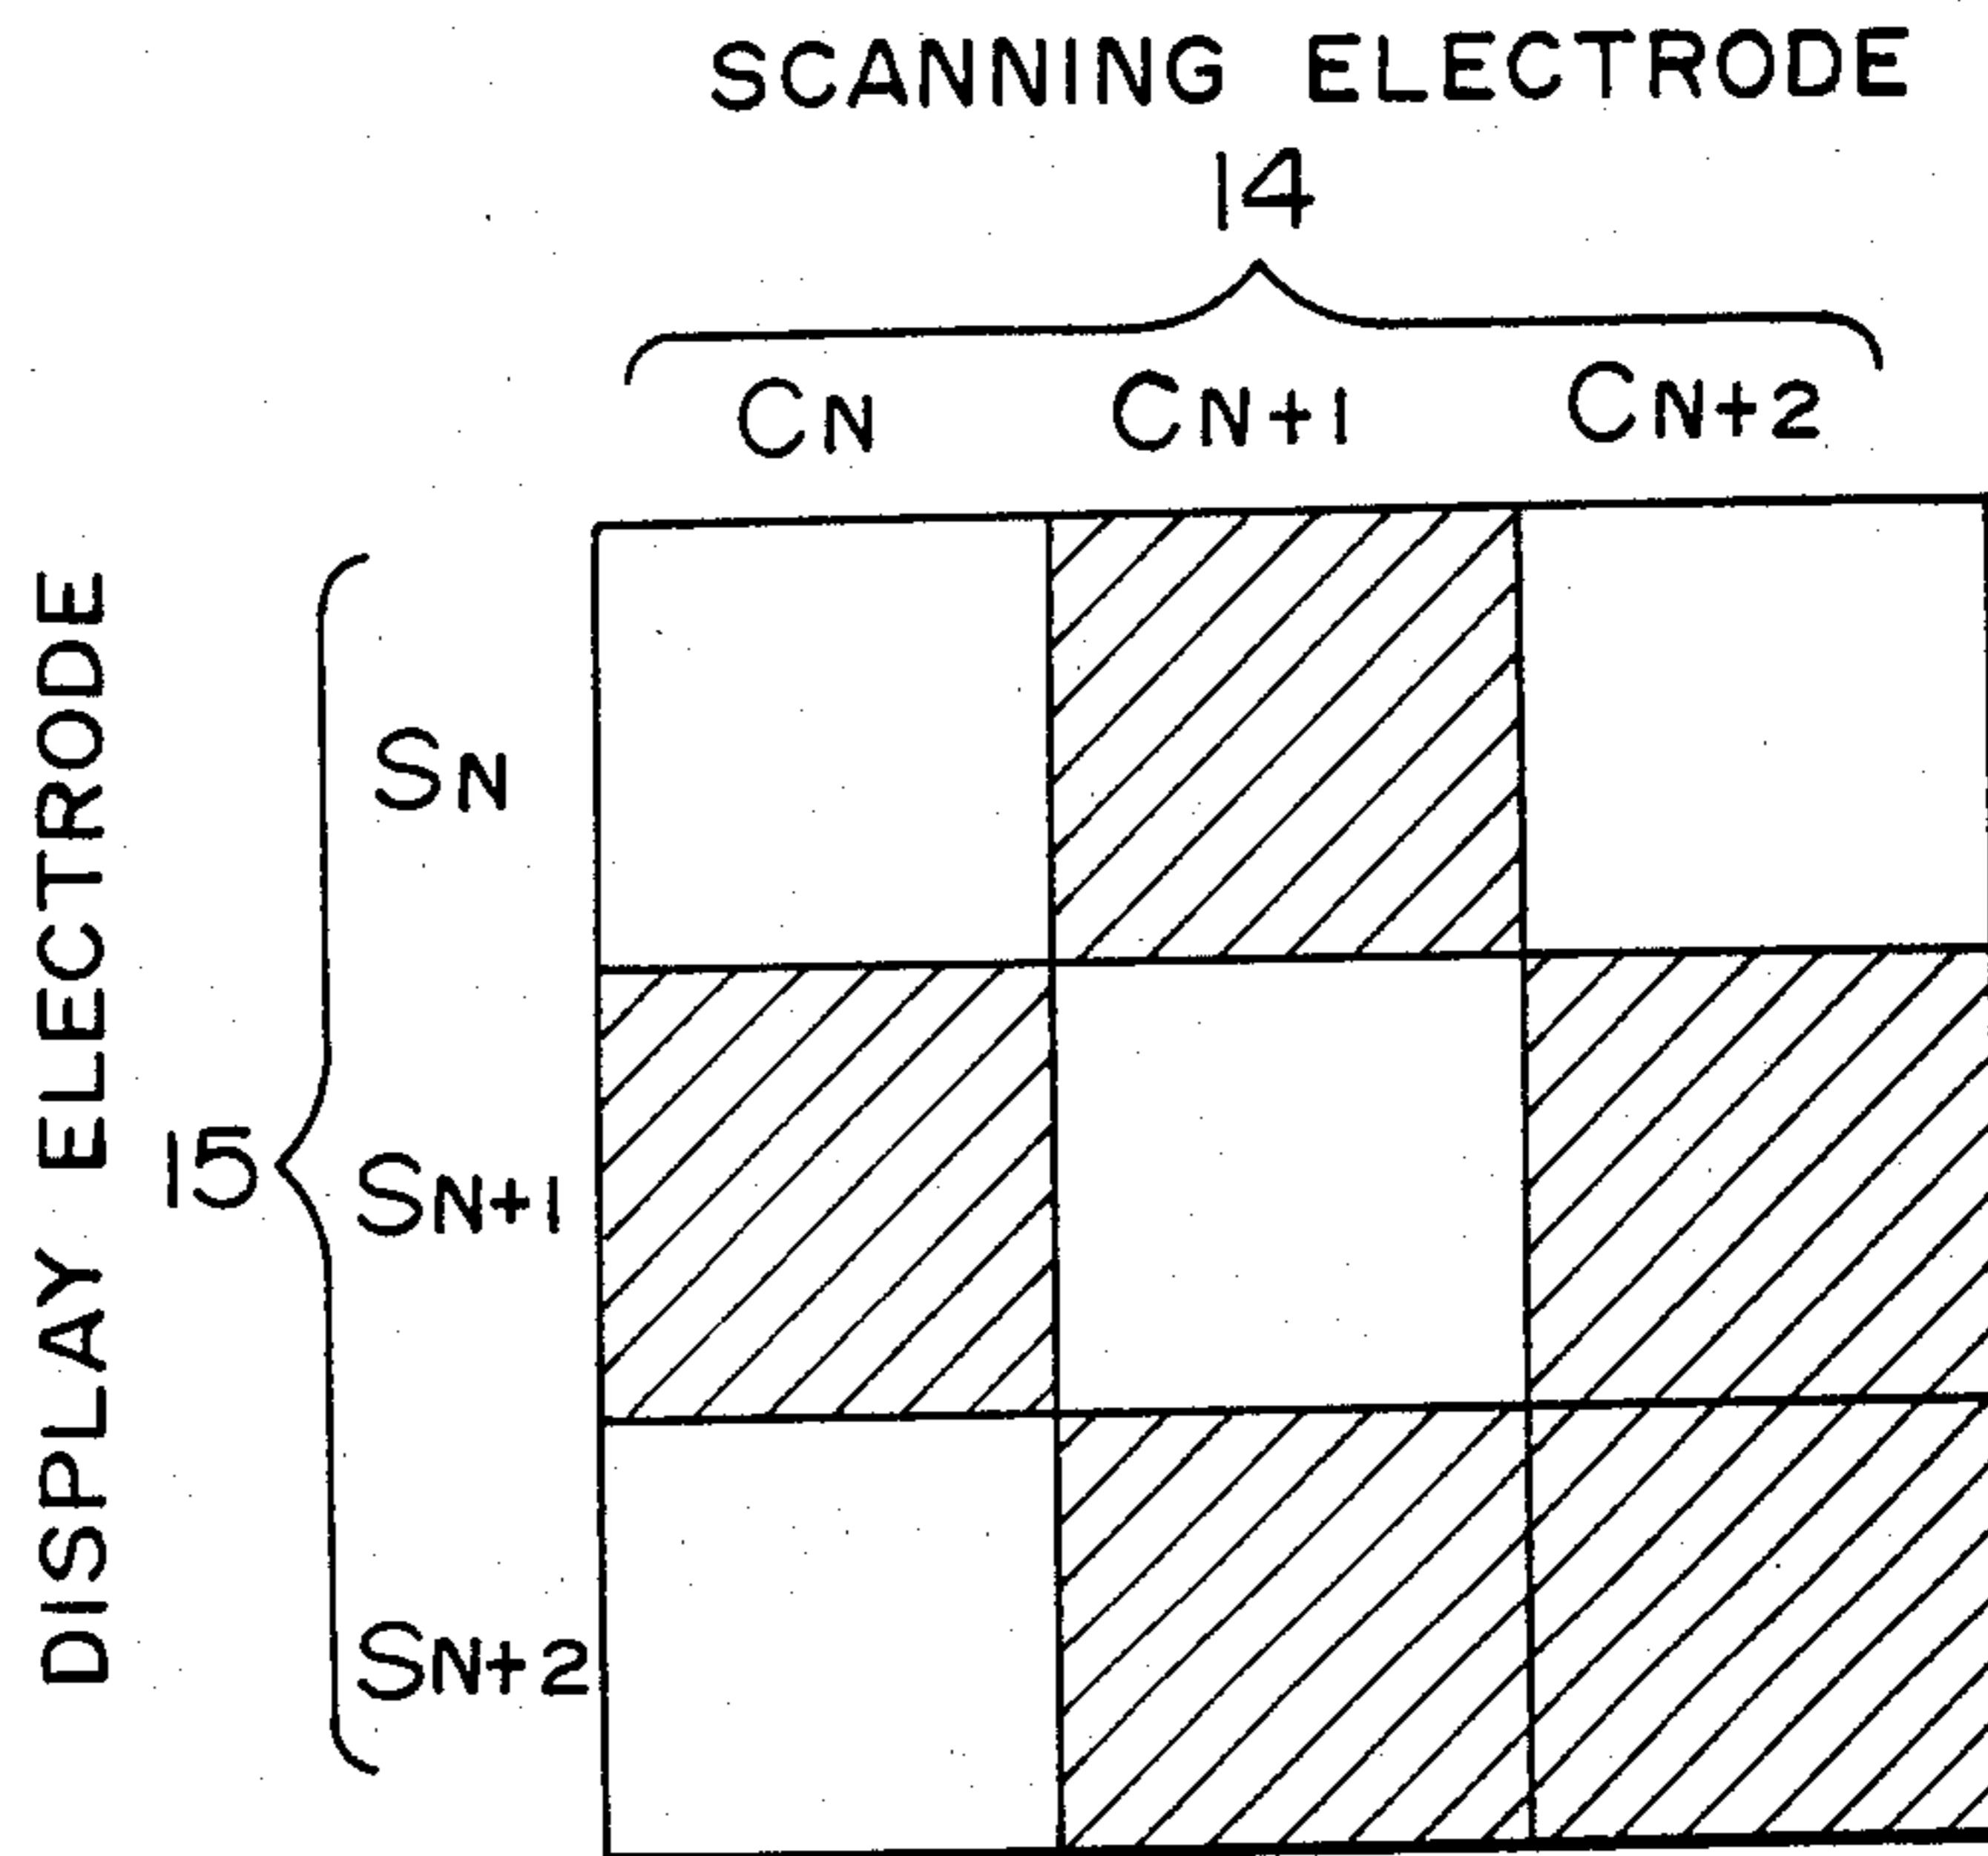 SCANNING ELECTRODE
14
CN CN+1 CN+2
DISPLAY ELECTRODE
15
SN
SN+1
SN+2